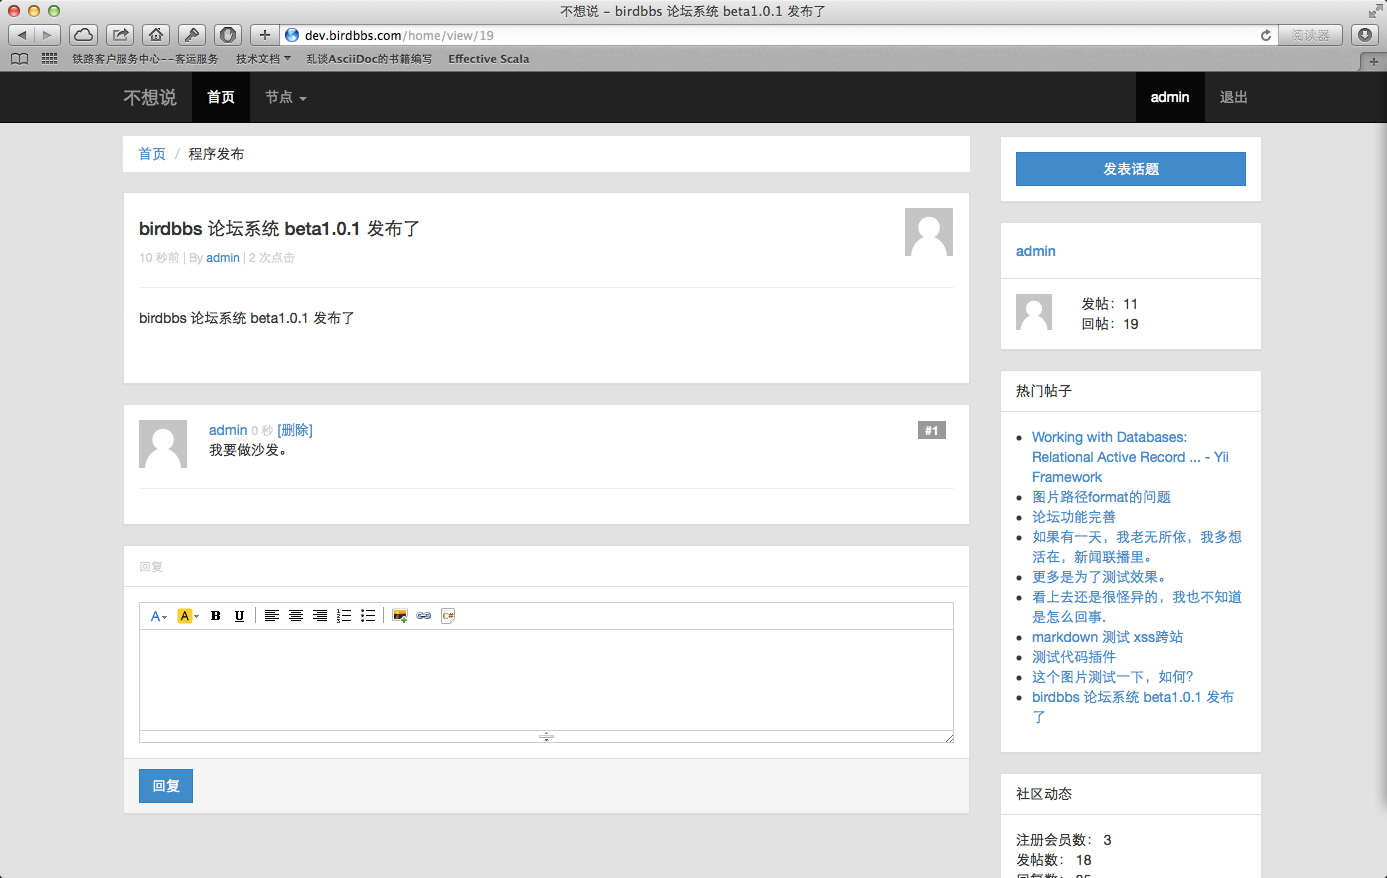 不想说 – birdbbs 论坛系统 beta1.0.1 发布了
dev.birdbbs.com/home/view/19
阅读器
铁路客户服务中心--客运服务 技术文档 乱谈AsciiDoc的书籍编写 Effective Scala
不想说 首页 节点 admin 退出
首页 / 程序发布
birdbbs 论坛系统 beta1.0.1 发布了
10 秒前 | By admin | 2 次点击
birdbbs 论坛系统 beta1.0.1 发布了
admin 0 秒 [删除] #1
我要做沙发。
回复
A A B U C#
回复
发表话题
admin
发帖：11
回帖：19
热门帖子
Working with Databases:
Relational Active Record ... - Yii
Framework
图片路径format的问题
论坛功能完善
如果有一天，我老无所依，我多想
活在，新闻联播里。
更多是为了测试效果。
看上去还是很怪异的，我也不知道
是怎么回事.
markdown 测试 xss跨站
测试代码插件
这个图片测试一下，如何?
birdbbs 论坛系统 beta1.0.1 发布
了
社区动态
注册会员数： 3
发帖数： 18